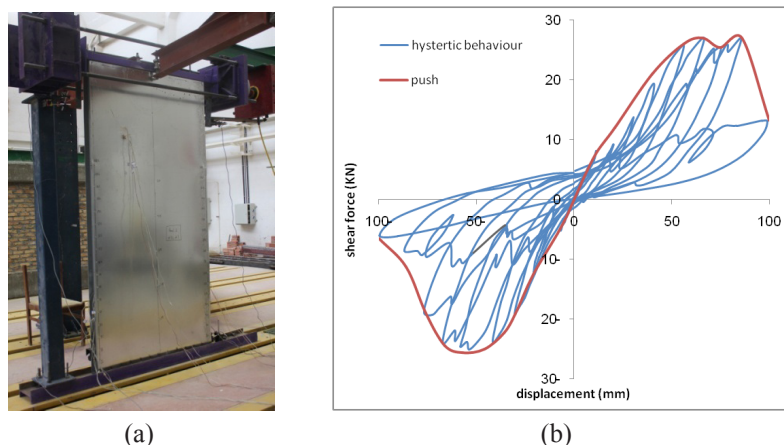 30
hystertic behaviour
push
20
10
0
100- 50- 0 50 100
10-
20-
30-
shear force (KN)
displacement (mm)
(a) (b)